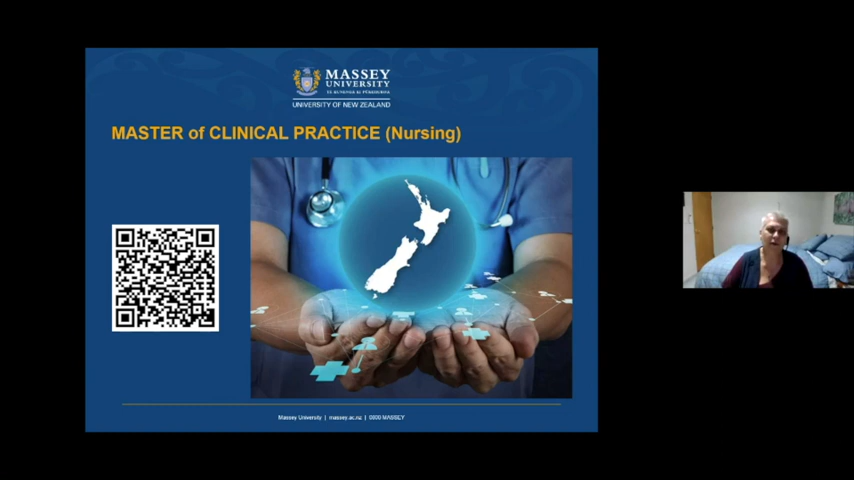 MASSEY
UNIVERSITY
TE KUNENGA KI PŪREHUROA
UNIVERSITY OF NEW ZEALAND
MASTER of CLINICAL PRACTICE (Nursing)
Massey University | massey.ac.nz | 0800 MASSEY